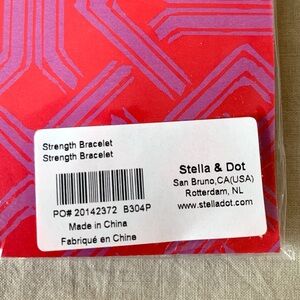 Strength Bracelet
Strength Bracelet
PO# 20142372 B304P
Made in China
Fabriqué en Chine
Stella & Dot
San Bruno,CA(USA)
Rotterdam, NL
www.stelladot.com